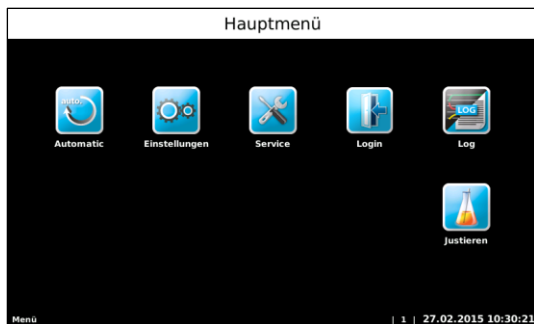 Hauptmenü
auto.
LOG
Automatic Einstellungen Service Login Log
Justieren
Menü | 1 | 27.02.2015 10:30:21